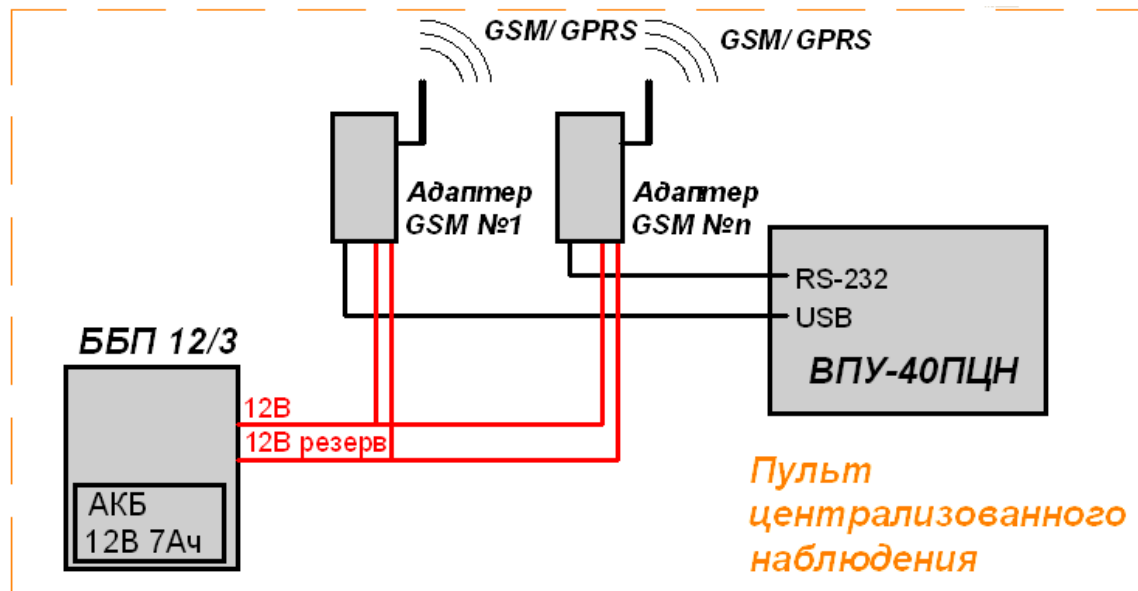 GSM/ GPRS
GSM/ GPRS
Адаптер
GSM №1
Адаптер
GSM №n
RS-232
USB
ВПУ-40ПЦН
ББП 12/3
12В
12В резерв
АКБ
12В 7Ач
Пульт
централизованного
наблюдения